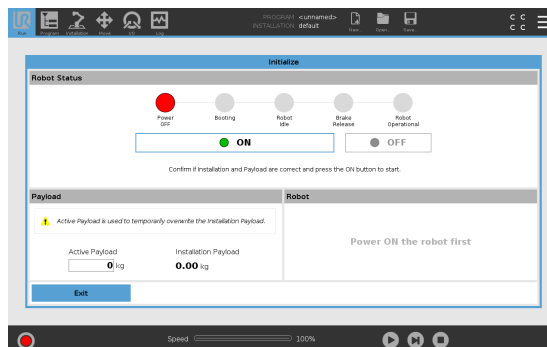 PROGRAM <unnamed>
INSTALLATION default
UR
Run Program Installation Move I/O Log New... Open... Save...
C C
C C
Initialize
Robot Status
Power OFF
Booting
Robot Idle
Brake Release
Robot Operational
ON
OFF
Confirm if Installation and Payload are correct and press the ON button to start.
Payload
Robot
Active Payload is used to temporarily overwrite the Installation Payload.
Power ON the robot first
Active Payload
Installation Payload
0 kg
0.00 kg
Exit
Speed 100%